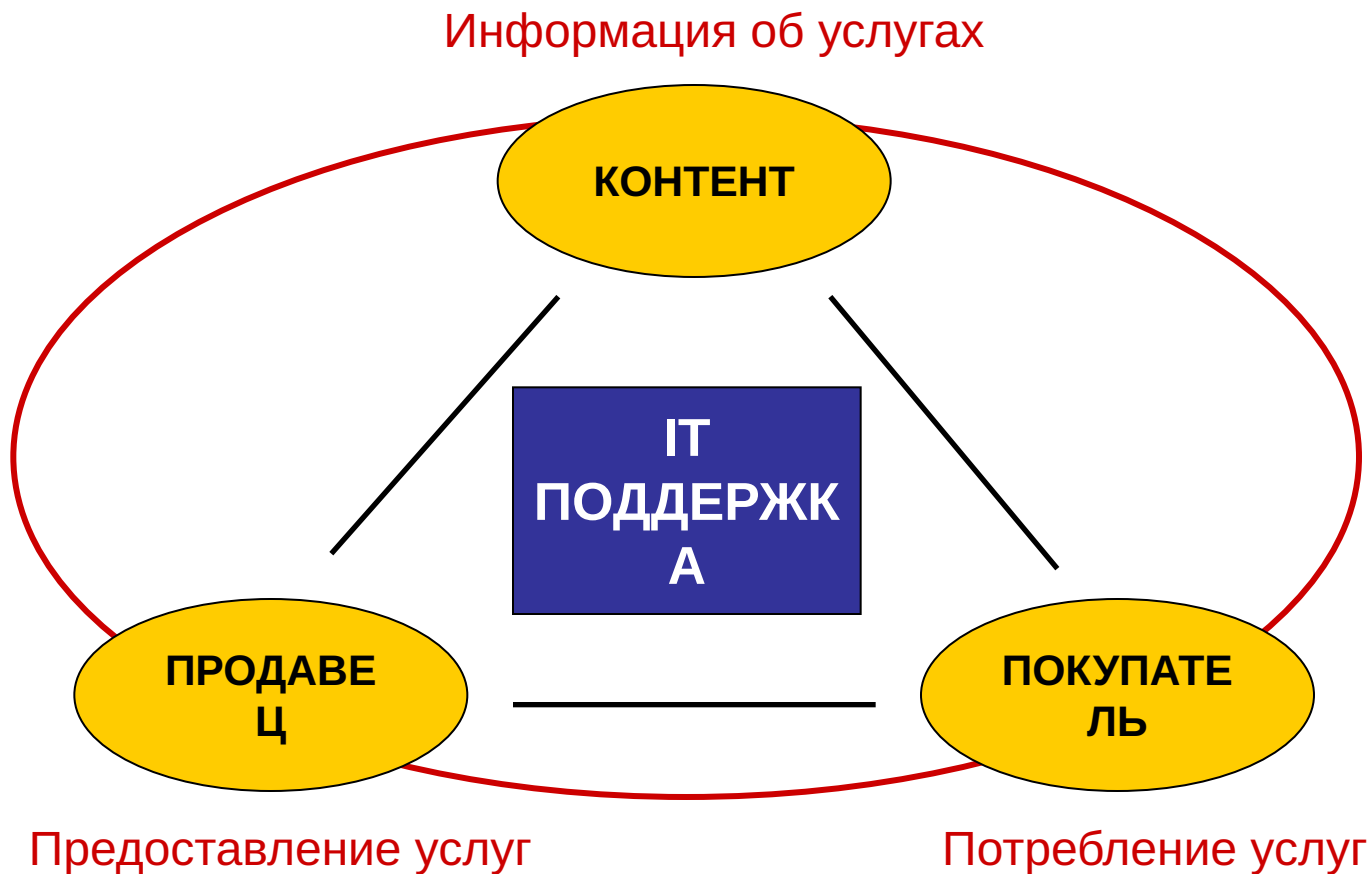 Информация об услугах
КОНТЕНТ
IT
ПОДДЕРЖК
А
ПРОДАВЕ
Ц
ПОКУПАТЕ
ЛЬ
Предоставление услуг
Потребление услуг